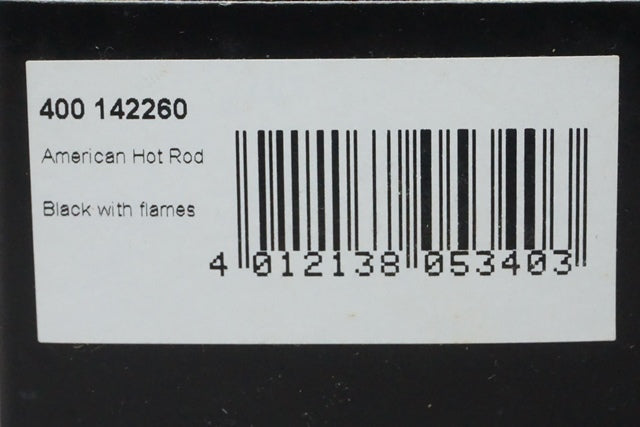 400 142260
American Hot Rod
Black with flames
4 012138 053403